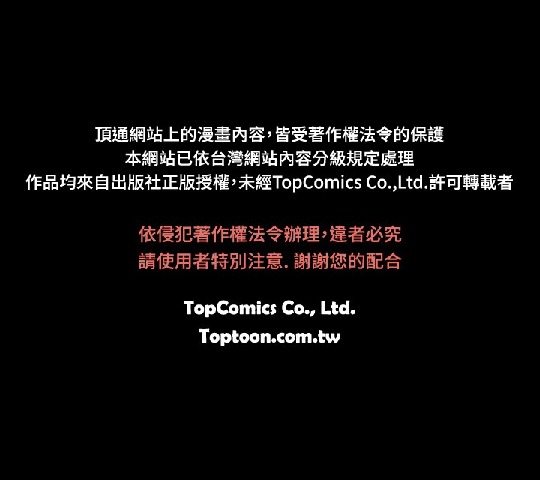 頂通網站上的漫畫內容，皆受著作權法令的保護
本網站已依台灣網站內容分級規定處理
作品均來自出版社正版授權，未經TopComics Co.,Ltd.許可轉載者
依侵犯著作權法令辦理，違者必究
請使用者特別注意. 謝謝您的配合
TopComics Co., Ltd.
Toptoon.com.tw